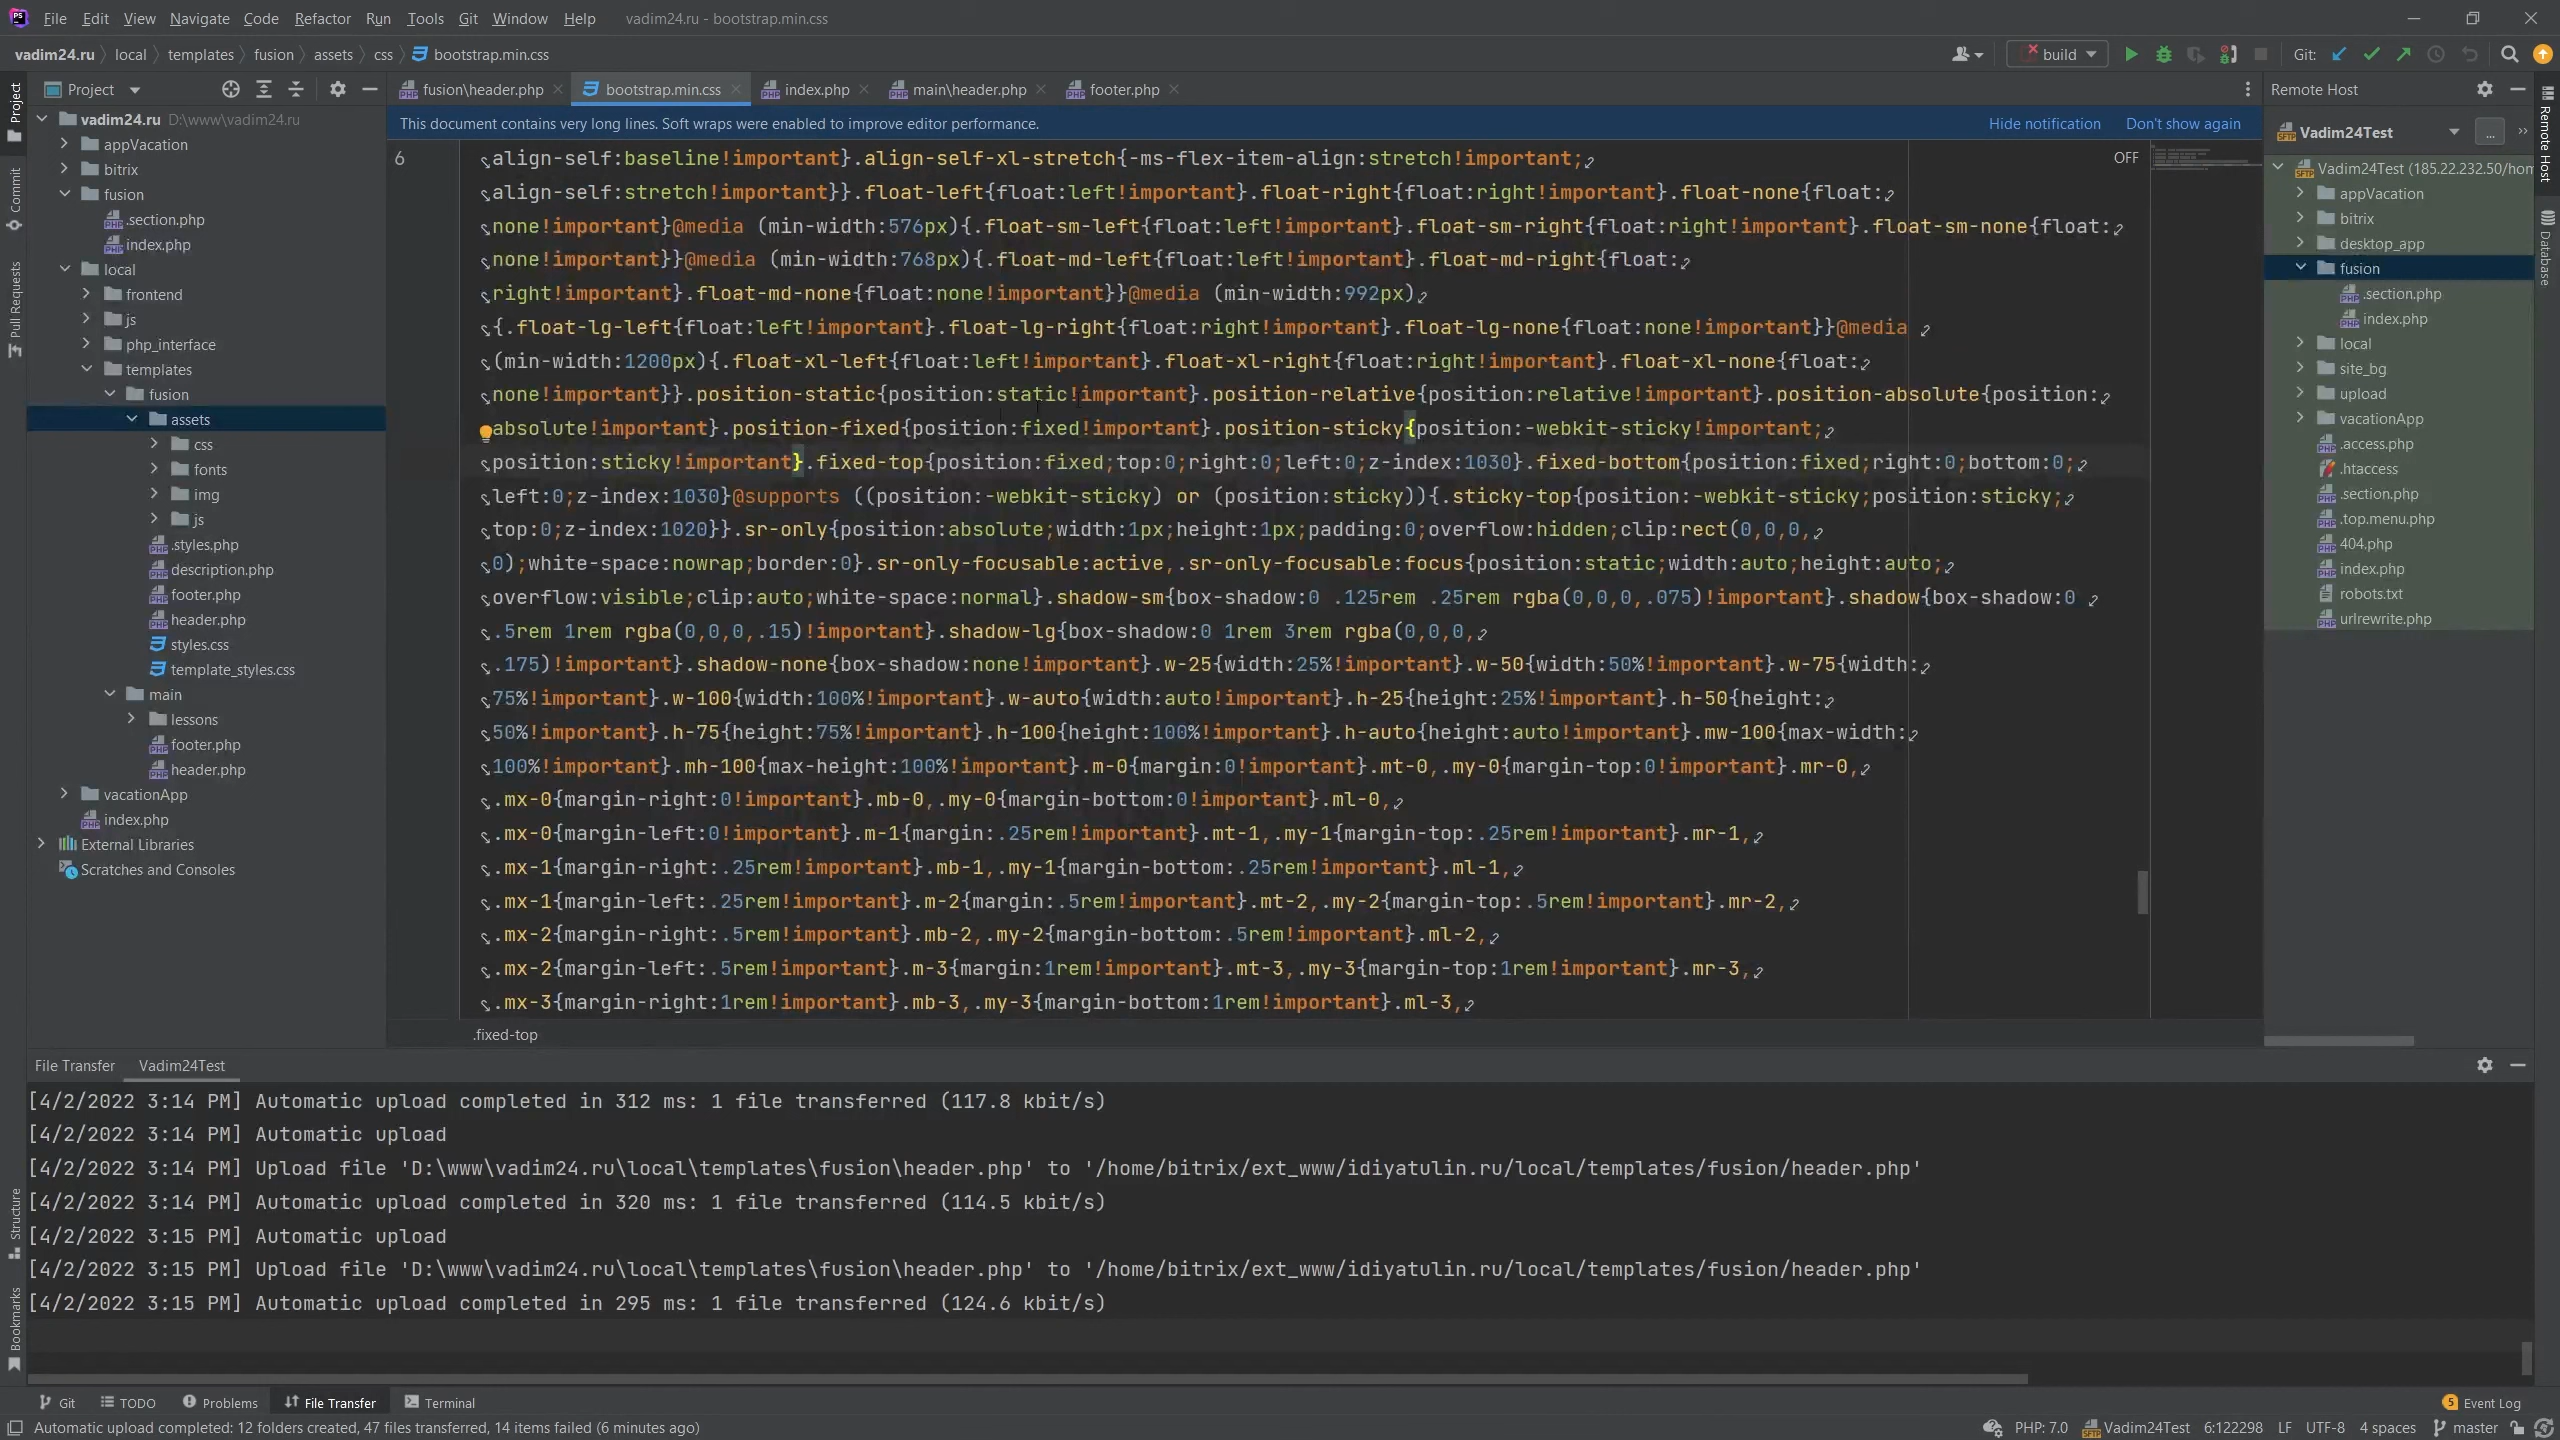 File Edit View Navigate Code Refactor Run Tools Git Window Help vadim24.ru - bootstrap.min.css
vadim24.ru local templates fusion assets css bootstrap.min.css build Git:
Project fusion\header.php bootstrap.min.css index.php main\header.php footer.php Remote Host
This document contains very long lines. Soft wraps were enabled to improve editor performance. Hide notification Don't show again
Project
Commit
Pull Requests
Structure
Bookmarks
vadim24.ru D:\www\vadim24.ru
appVacation
bitrix
fusion
.section.php
index.php
local
frontend
js
php_interface
templates
fusion
assets
css
fonts
img
js
.styles.php
description.php
footer.php
header.php
styles.css
template_styles.css
main
lessons
footer.php
header.php
vacationApp
index.php
External Libraries
Scratches and Consoles
6
OFF
align-self:baseline!important}.align-self-xl-stretch{-ms-flex-item-align:stretch!important;
align-self:stretch!important}}.float-left{float:left!important}.float-right{float:right!important}.float-none{float:
none!important}@media (min-width:576px){.float-sm-left{float:left!important}.float-sm-right{float:right!important}.float-sm-none{float:
none!important}}@media (min-width:768px){.float-md-left{float:left!important}.float-md-right{float:
right!important}.float-md-none{float:none!important}}@media (min-width:992px)
{.float-lg-left{float:left!important}.float-lg-right{float:right!important}.float-lg-none{float:none!important}}@media
(min-width:1200px){.float-xl-left{float:left!important}.float-xl-right{float:right!important}.float-xl-none{float:
none!important}}.position-static{position:static!important}.position-relative{position:relative!important}.position-absolute{position:
absolute!important}.position-fixed{position:fixed!important}.position-sticky{position:-webkit-sticky!important;
position:sticky!important}.fixed-top{position:fixed;top:0;right:0;left:0;z-index:1030}.fixed-bottom{position:fixed;right:0;bottom:0;
left:0;z-index:1030}@supports ((position:-webkit-sticky) or (position:sticky)){.sticky-top{position:-webkit-sticky;position:sticky;
top:0;z-index:1020}}.sr-only{position:absolute;width:1px;height:1px;padding:0;overflow:hidden;clip:rect(0,0,0,
0);white-space:nowrap;border:0}.sr-only-focusable:active,.sr-only-focusable:focus{position:static;width:auto;height:auto;
overflow:visible;clip:auto;white-space:normal}.shadow-sm{box-shadow:0 .125rem .25rem rgba(0,0,0,.075)!important}.shadow{box-shadow:0
.5rem 1rem rgba(0,0,0,.15)!important}.shadow-lg{box-shadow:0 1rem 3rem rgba(0,0,0,
.175)!important}.shadow-none{box-shadow:none!important}.w-25{width:25%!important}.w-50{width:50%!important}.w-75{width:
75%!important}.w-100{width:100%!important}.w-auto{width:auto!important}.h-25{height:25%!important}.h-50{height:
50%!important}.h-75{height:75%!important}.h-100{height:100%!important}.h-auto{height:auto!important}.mw-100{max-width:
100%!important}.mh-100{max-height:100%!important}.m-0{margin:0!important}.mt-0,.my-0{margin-top:0!important}.mr-0,
.mx-0{margin-right:0!important}.mb-0,.my-0{margin-bottom:0!important}.ml-0,
.mx-0{margin-left:0!important}.m-1{margin:.25rem!important}.mt-1,.my-1{margin-top:.25rem!important}.mr-1,
.mx-1{margin-right:.25rem!important}.mb-1,.my-1{margin-bottom:.25rem!important}.ml-1,
.mx-1{margin-left:.25rem!important}.m-2{margin:.5rem!important}.mt-2,.my-2{margin-top:.5rem!important}.mr-2,
.mx-2{margin-right:.5rem!important}.mb-2,.my-2{margin-bottom:.5rem!important}.ml-2,
.mx-2{margin-left:.5rem!important}.m-3{margin:1rem!important}.mt-3,.my-3{margin-top:1rem!important}.mr-3,
.mx-3{margin-right:1rem!important}.mb-3,.my-3{margin-bottom:1rem!important}.ml-3,
.fixed-top
Vadim24Test ...
Vadim24Test (185.22.232.50/hom
appVacation
bitrix
desktop_app
fusion
.section.php
index.php
local
site_bg
upload
vacationApp
.access.php
.htaccess
.section.php
.top.menu.php
404.php
index.php
robots.txt
urlrewrite.php
Remote Host
Database
File Transfer Vadim24Test
[4/2/2022 3:14 PM] Automatic upload completed in 312 ms: 1 file transferred (117.8 kbit/s)
[4/2/2022 3:14 PM] Automatic upload
[4/2/2022 3:14 PM] Upload file 'D:\www\vadim24.ru\local\templates\fusion\header.php' to '/home/bitrix/ext_www/idiyatulin.ru/local/templates/fusion/header.php'
[4/2/2022 3:14 PM] Automatic upload completed in 320 ms: 1 file transferred (114.5 kbit/s)
[4/2/2022 3:15 PM] Automatic upload
[4/2/2022 3:15 PM] Upload file 'D:\www\vadim24.ru\local\templates\fusion\header.php' to '/home/bitrix/ext_www/idiyatulin.ru/local/templates/fusion/header.php'
[4/2/2022 3:15 PM] Automatic upload completed in 295 ms: 1 file transferred (124.6 kbit/s)
Git TODO Problems File Transfer Terminal 5 Event Log
Automatic upload completed: 12 folders created, 47 files transferred, 14 items failed (6 minutes ago) PHP: 7.0 Vadim24Test 6:122298 LF UTF-8 4 spaces master